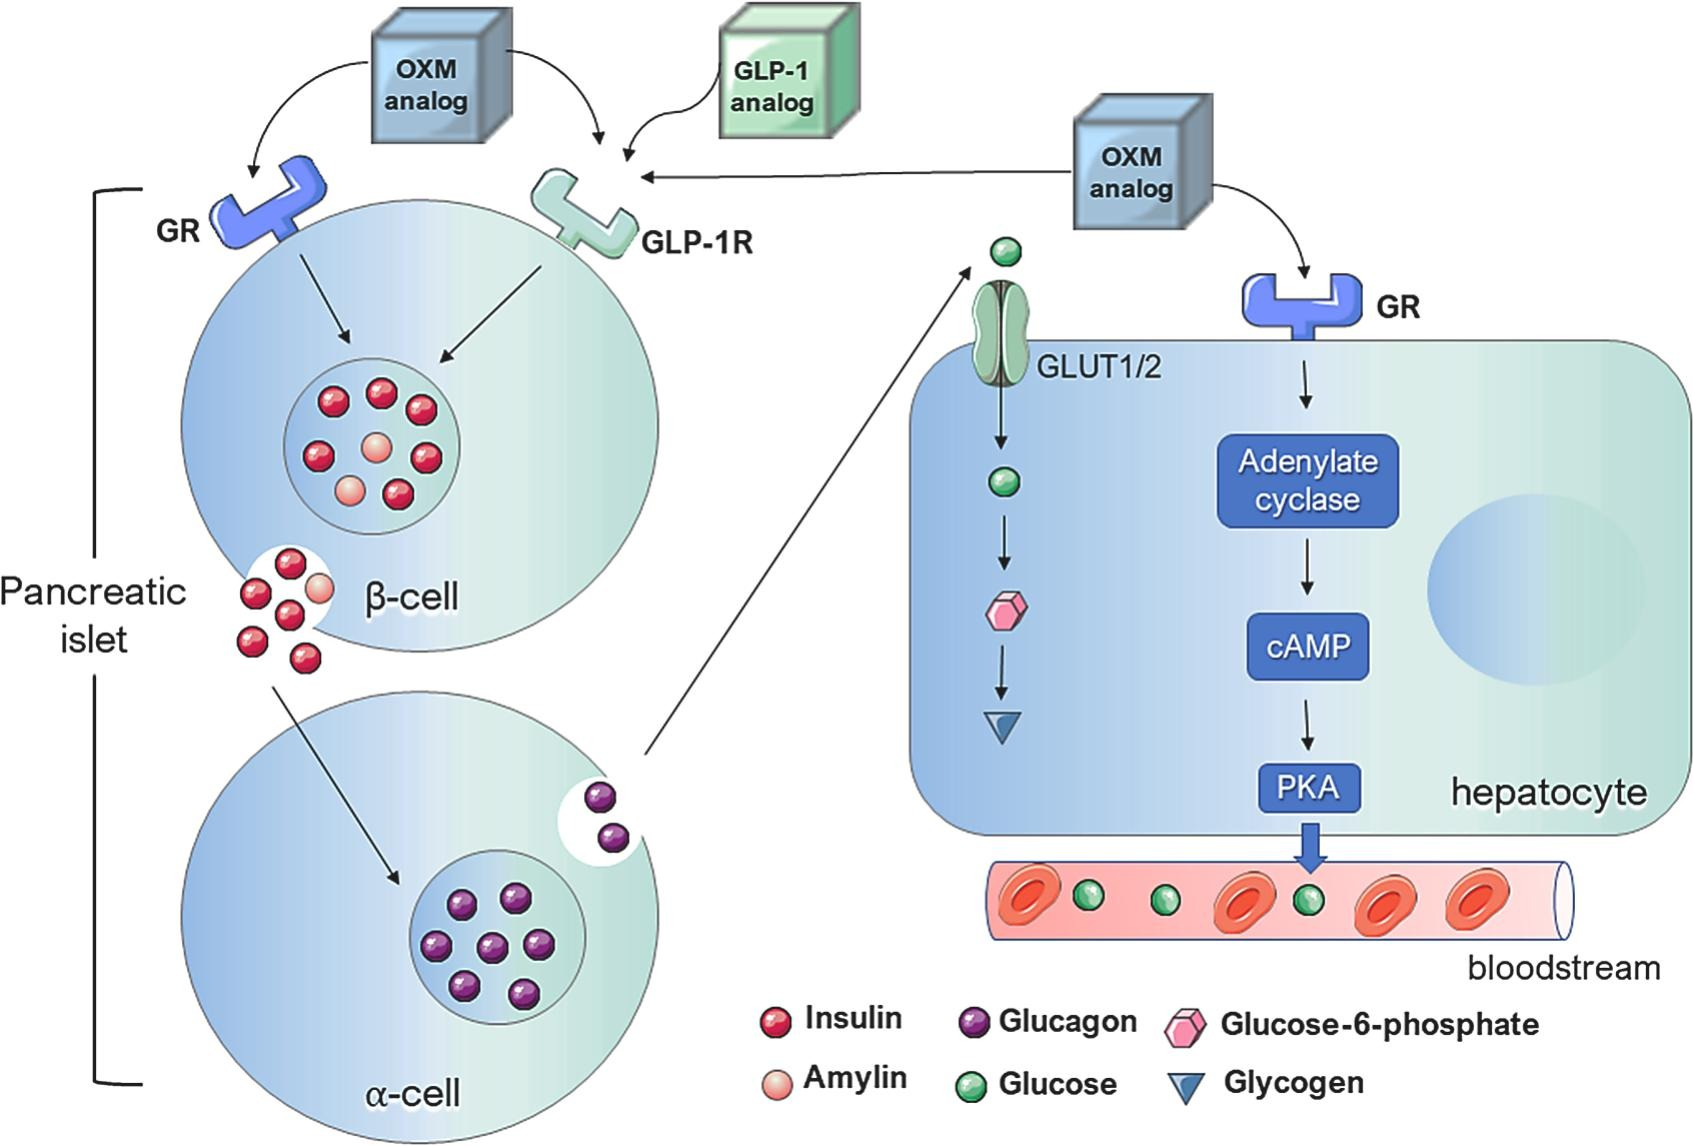 OXM
analog
GLP-1
analog
OXM
analog
GR
GLP-1R
GR
GLUT1/2
Adenylate
cyclase
cAMP
PKA
hepatocyte
bloodstream
Pancreatic
islet
β-cell
α-cell
Insulin
Glucagon
Glucose-6-phosphate
Amylin
Glucose
Glycogen